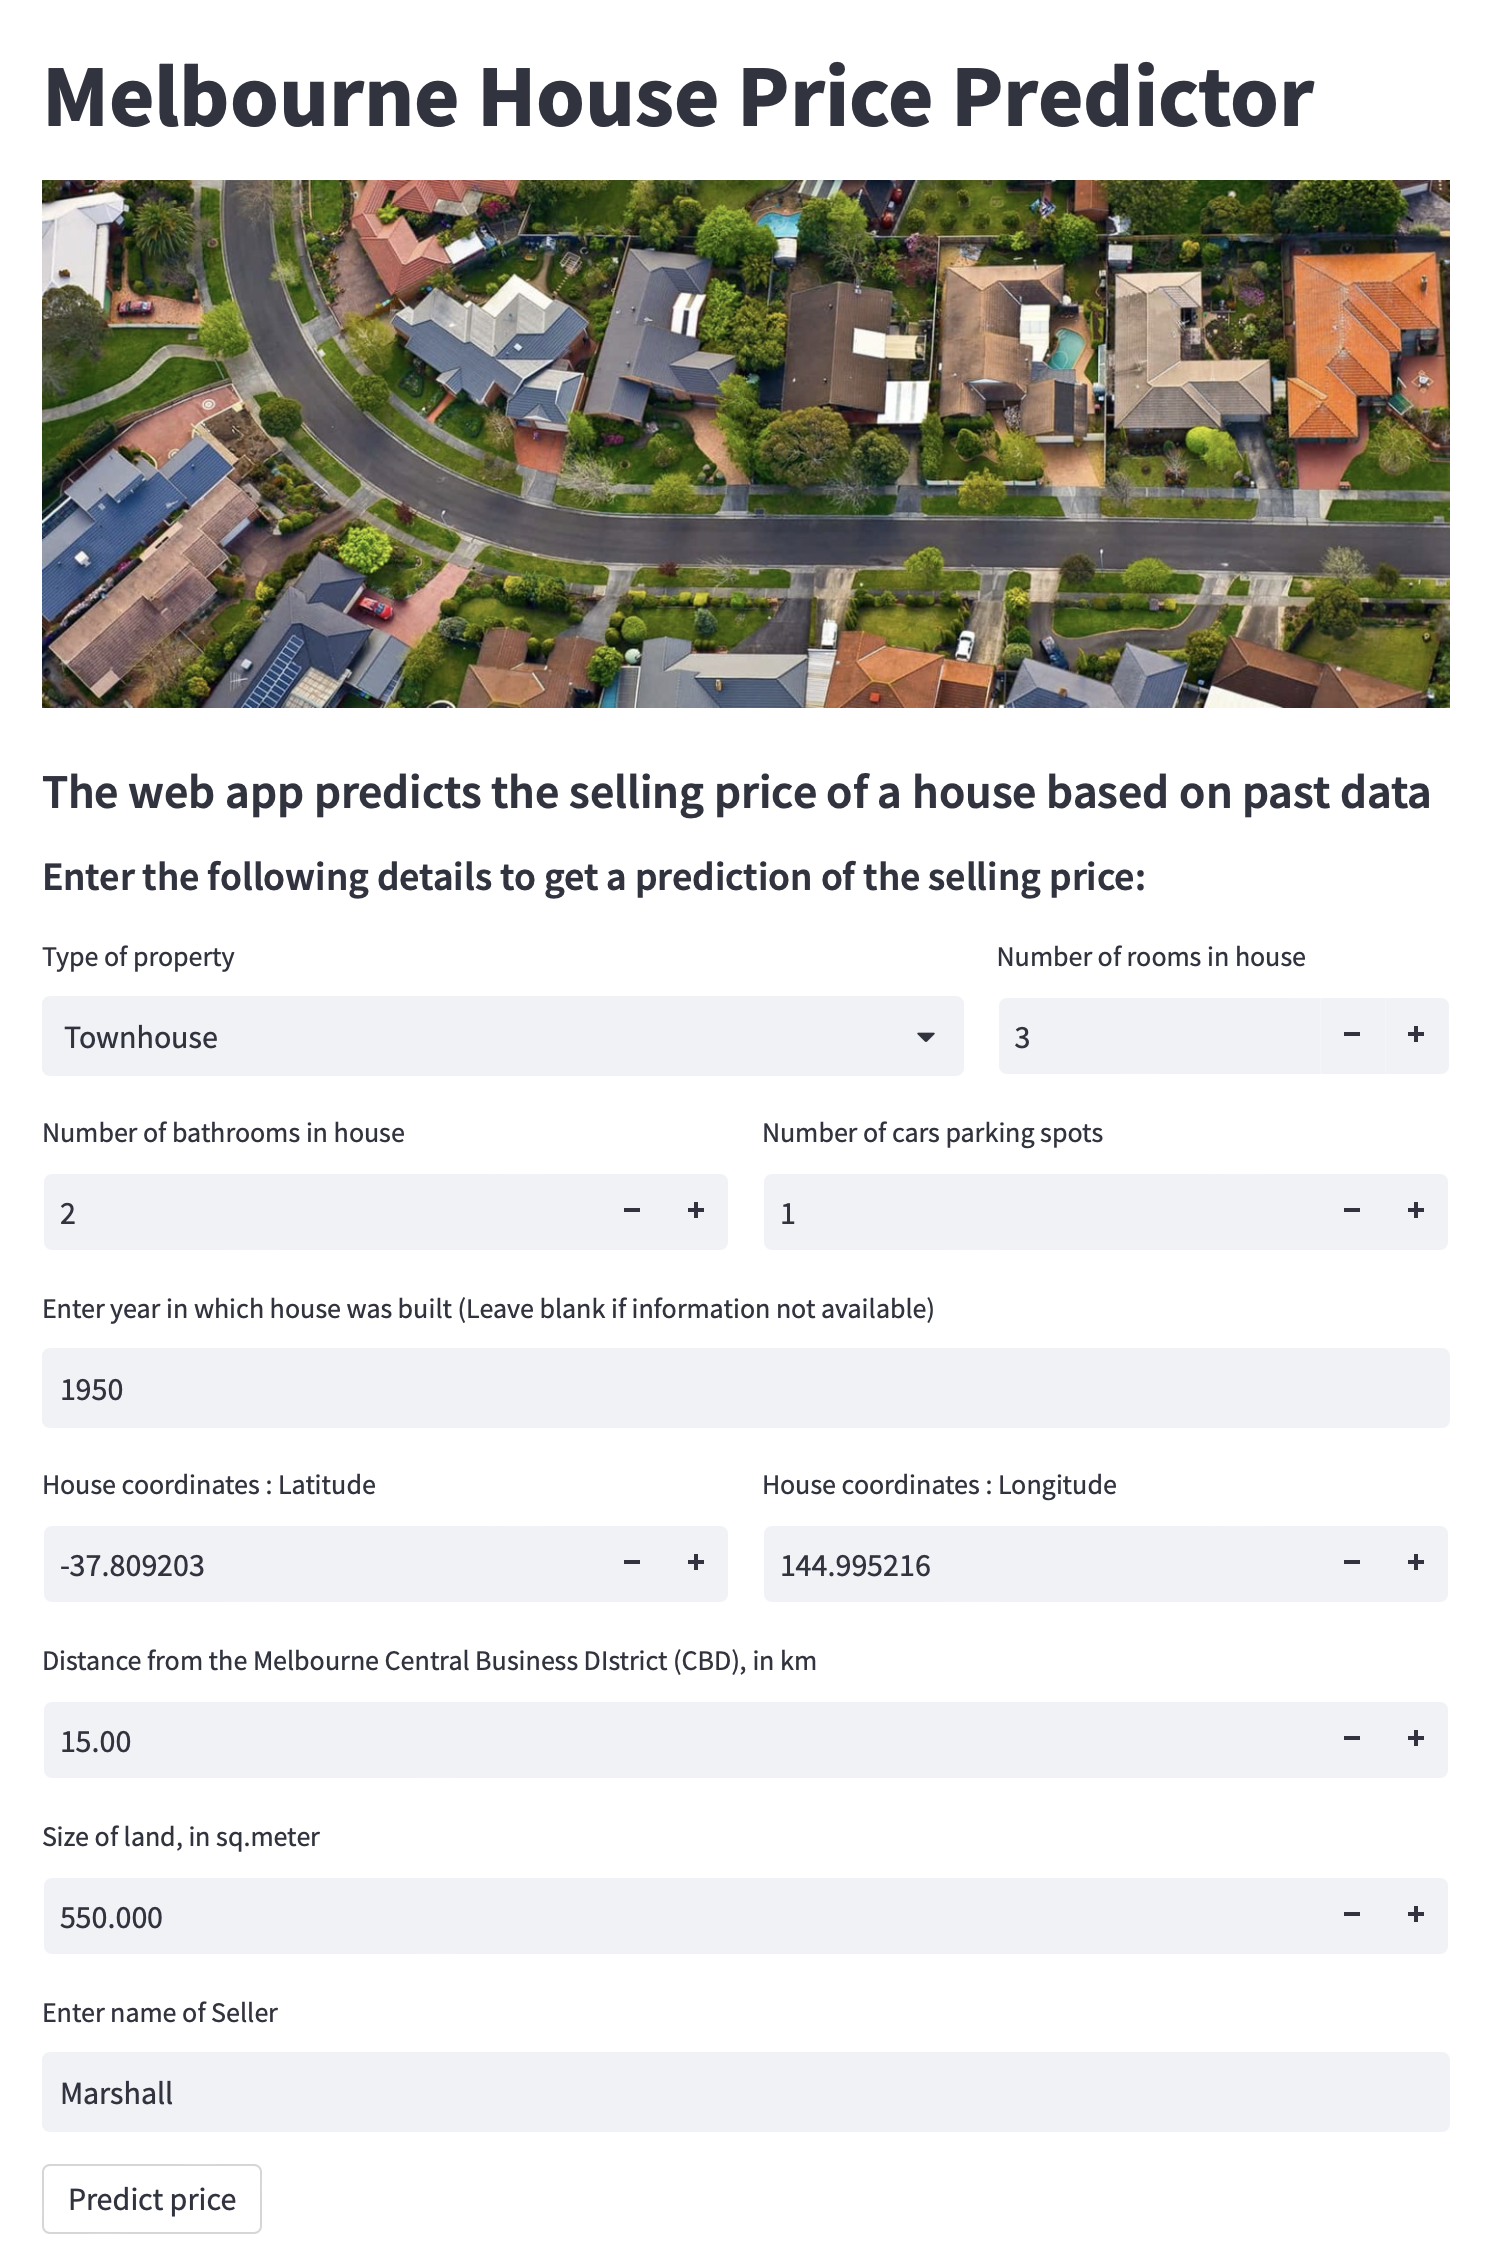 Melbourne House Price Predictor
The web app predicts the selling price of a house based on past data
Enter the following details to get a prediction of the selling price:
Type of property
Number of rooms in house
Townhouse
3 − +
Number of bathrooms in house
Number of cars parking spots
2 − +
1 − +
Enter year in which house was built (Leave blank if information not available)
1950
House coordinates : Latitude
House coordinates : Longitude
-37.809203 − +
144.995216 − +
Distance from the Melbourne Central Business DIstrict (CBD), in km
15.00 − +
Size of land, in sq.meter
550.000 − +
Enter name of Seller
Marshall
Predict price